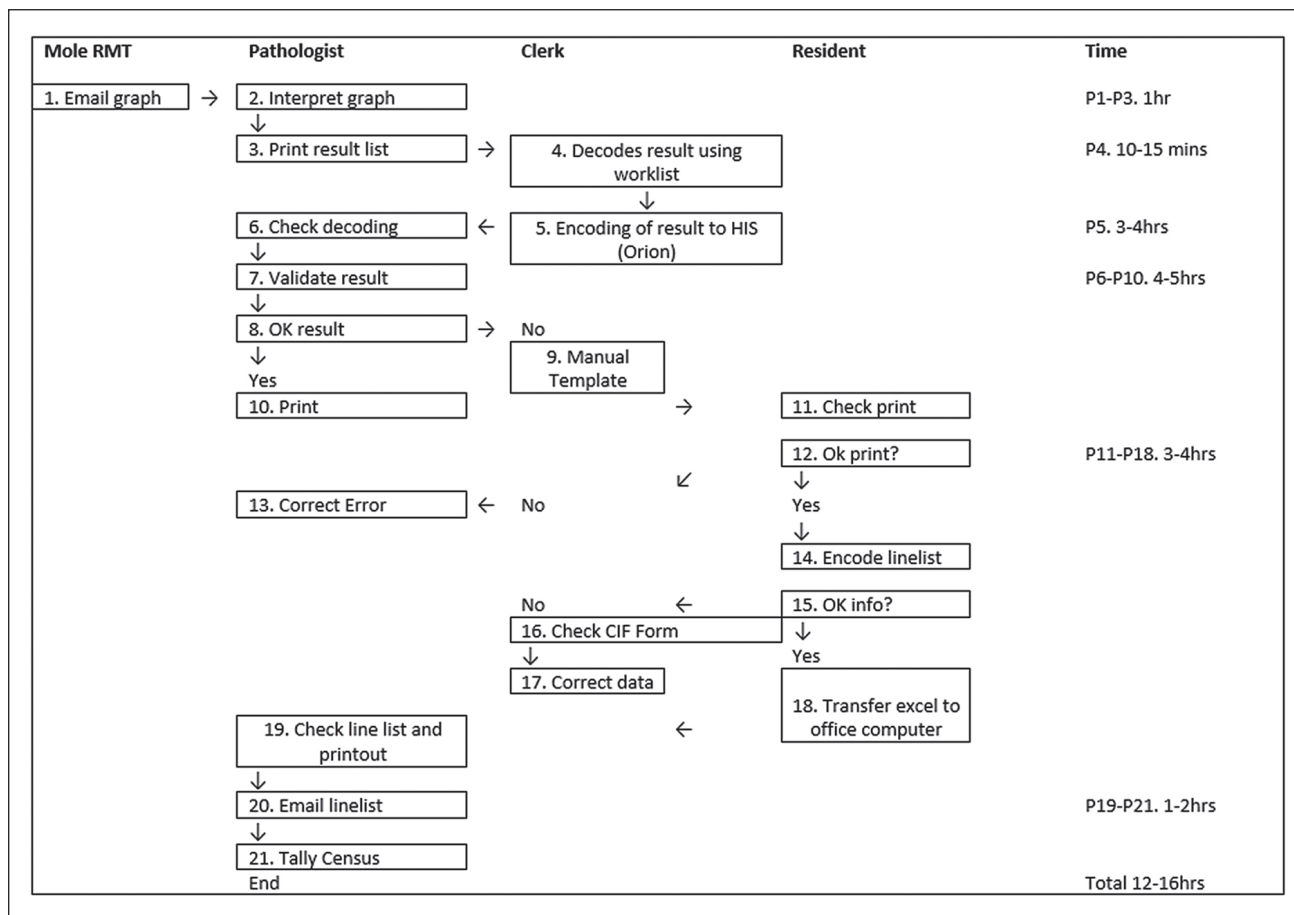 Mole RMT Pathologist Clerk Resident Time
1. Email graph → 2. Interpret graph P1-P3. 1hr
↓
3. Print result list → 4. Decodes result using P4. 10-15 mins
worklist
↓
6. Check decoding ← 5. Encoding of result to HIS P5. 3-4hrs
(Orion)
↓
7. Validate result P6-P10. 4-5hrs
↓
8. OK result → No
↓ 9. Manual
Template
Yes
10. Print → 11. Check print
12. Ok print? P11-P18. 3-4hrs
↙ ↓
13. Correct Error ← No Yes
↓
14. Encode linelist
No ← 15. OK info?
16. Check CIF Form ↓
↓ Yes
17. Correct data
18. Transfer excel to
office computer
19. Check line list and ←
printout
↓
20. Email linelist P19-P21. 1-2hrs
↓
21. Tally Census
End Total 12-16hrs